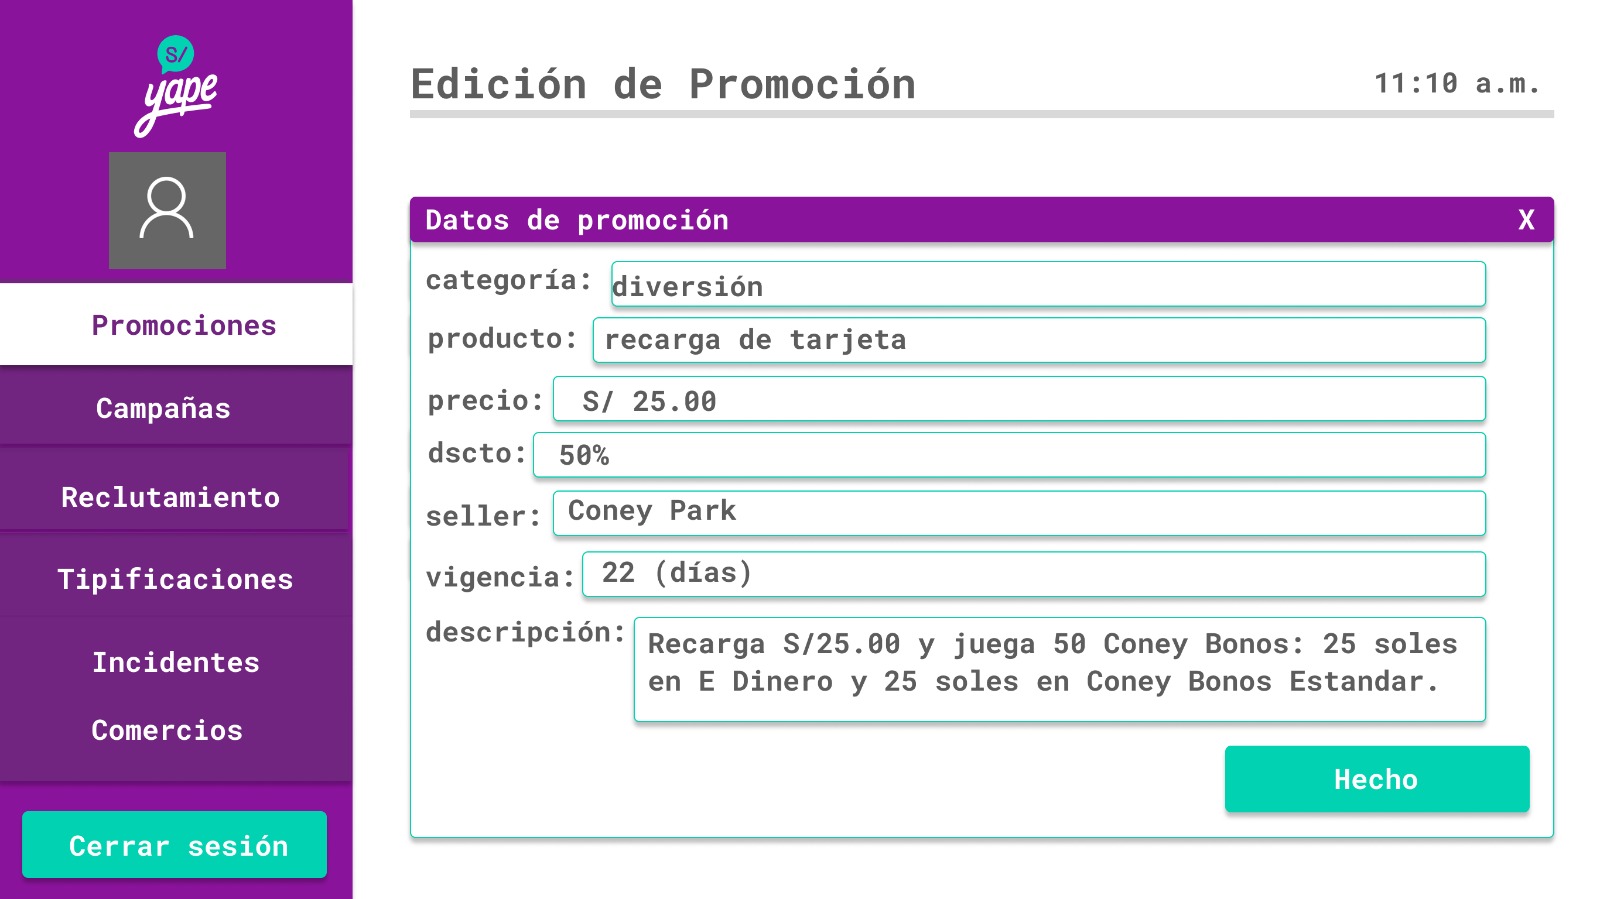 S/
yape
Promociones
Campañas
Reclutamiento
Tipificaciones
Incidentes
Comercios
Cerrar sesión
Edición de Promoción
11:10 a.m.
Datos de promoción X
categoría: diversión
producto: recarga de tarjeta
precio: S/ 25.00
dscto: 50%
seller: Coney Park
vigencia: 22 (días)
descripción: Recarga S/25.00 y juega 50 Coney Bonos: 25 soles
en E Dinero y 25 soles en Coney Bonos Estandar.
Hecho